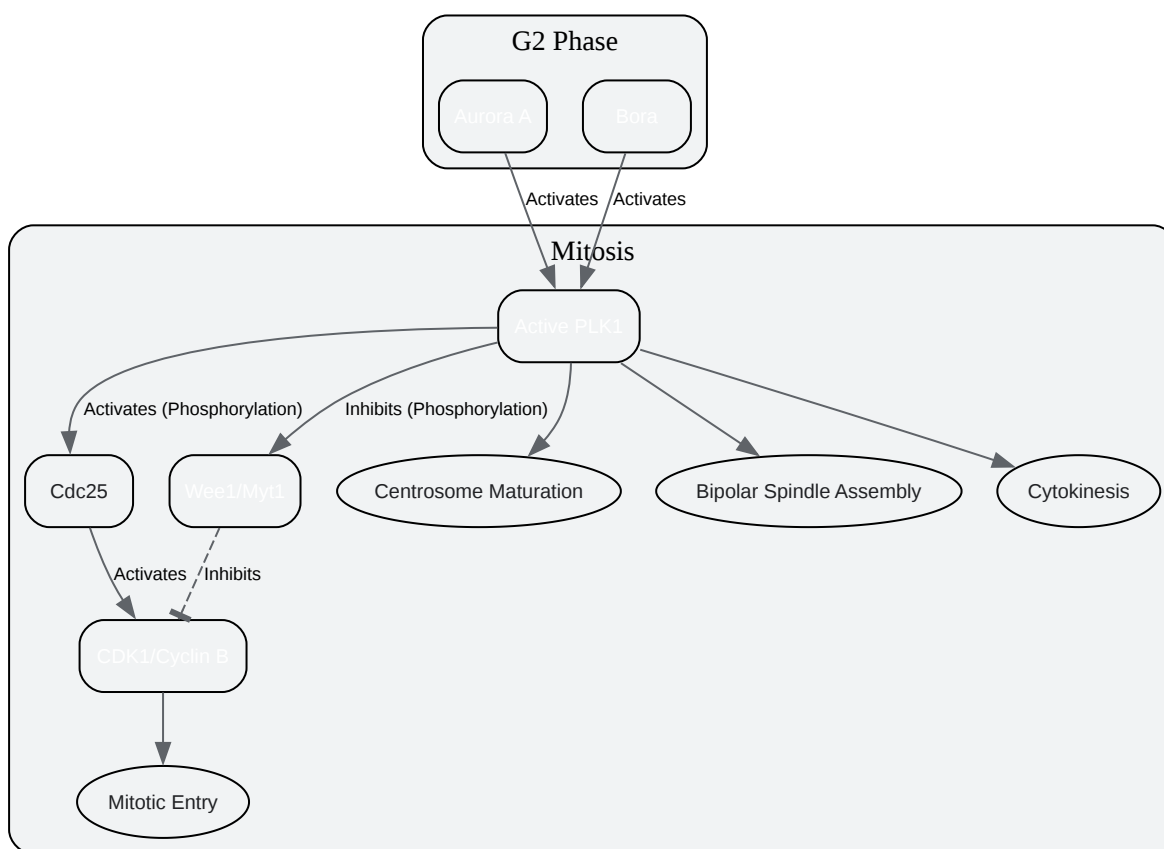 G2 Phase
Aurora A
Bora
Activates
Activates
Mitosis
Active PLK1
Activates (Phosphorylation)
Inhibits (Phosphorylation)
Cdc25
Wee1/Myt1
Centrosome Maturation
Bipolar Spindle Assembly
Cytokinesis
Activates
Inhibits
CDK1/Cyclin B
Mitotic Entry